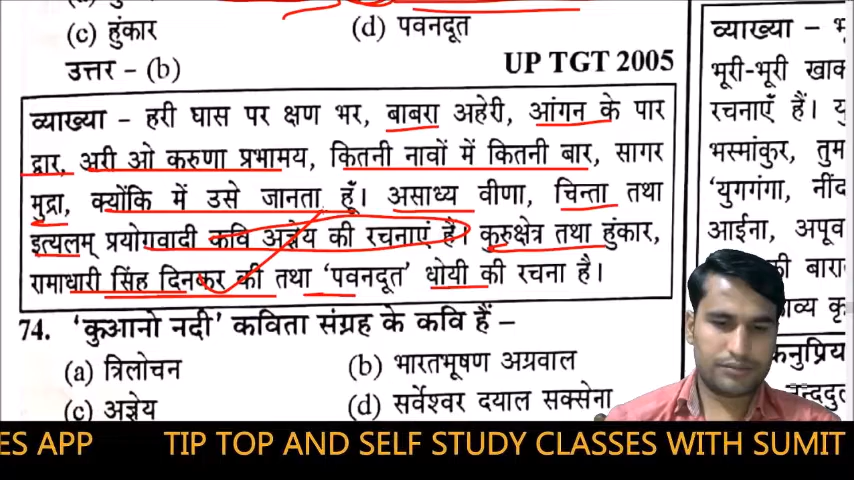 (c) हुंकार
(d) पवनदूत
उत्तर – (b)
UP TGT 2005
व्याख्या – हरी घास पर क्षण भर, बाबरा अहेरी, आंगन के पार
द्वार, अरी ओ करुणा प्रभामय, कितनी नावों में कितनी बार, सागर
मुद्रा, क्योंकि में उसे जानता हूँ। असाध्य वीणा, चिन्ता तथा
इत्यलम् प्रयोगवादी कवि अज्ञेय की रचनाएं है। कुरुक्षेत्र तथा हुंकार,
रामाधारी सिंह दिनकर की तथा 'पवनदूत' धोयी की रचना है।
74. 'कुआनो नदी' कविता संग्रह के कवि हैं –
(a) त्रिलोचन
(b) भारतभूषण अग्रवाल
(c) अज्ञेय
(d) सर्वेश्वर दयाल सक्सेना
व्याख्या –
भूरी-भूरी खाक
रचनाएँ हैं।
भस्मांकुर, तुम
'युगगंगा, नींद
आईना, अपूर्व
की बारा
काव्य कृ
कनुप्रिय
ES APP
TIP TOP AND SELF STUDY CLASSES WITH SUMIT